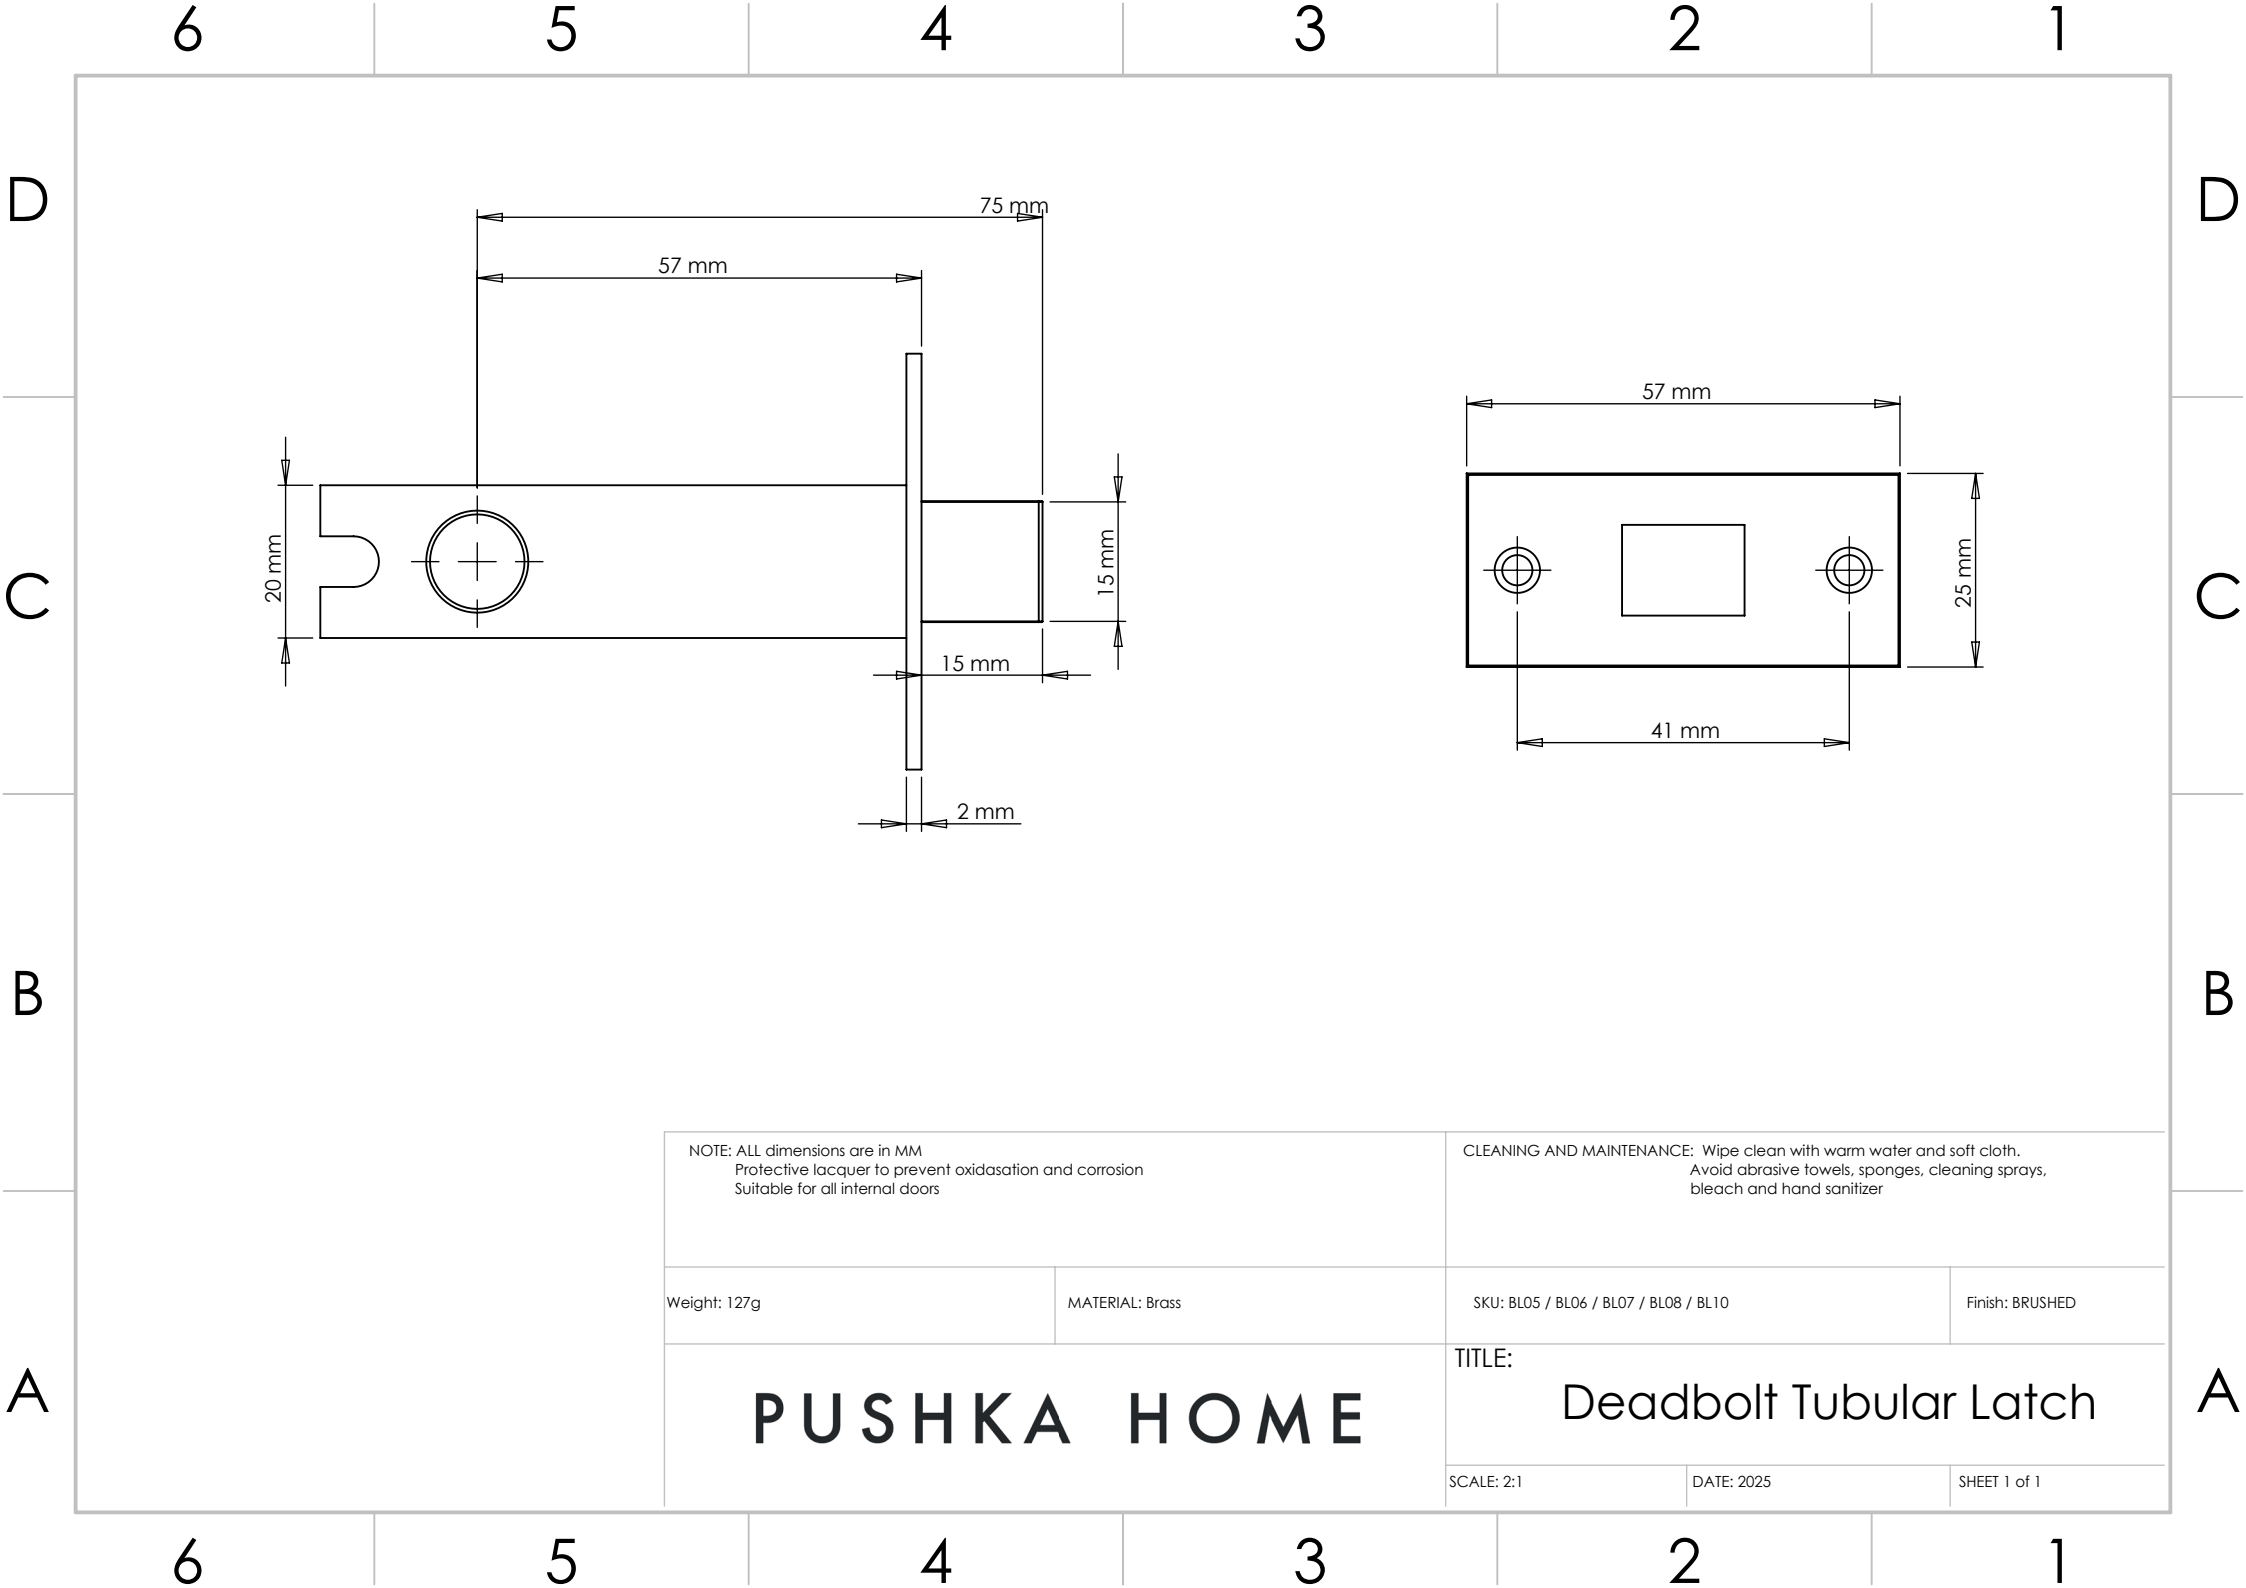 6 5 4 3 2 1
D D
75 mm
57 mm
57 mm
20 mm
15 mm
25 mm
C C
15 mm
41 mm
2 mm
B B
NOTE: ALL dimensions are in MM
Protective lacquer to prevent oxidasation and corrosion
Suitable for all internal doors
CLEANING AND MAINTENANCE: Wipe clean with warm water and soft cloth.
Avoid abrasive towels, sponges, cleaning sprays,
bleach and hand sanitizer
Weight: 127g
MATERIAL: Brass
SKU: BL05 / BL06 / BL07 / BL08 / BL10
Finish: BRUSHED
A A
PUSHKA HOME
TITLE:
Deadbolt Tubular Latch
SCALE: 2:1
DATE: 2025
SHEET 1 of 1
6 5 4 3 2 1